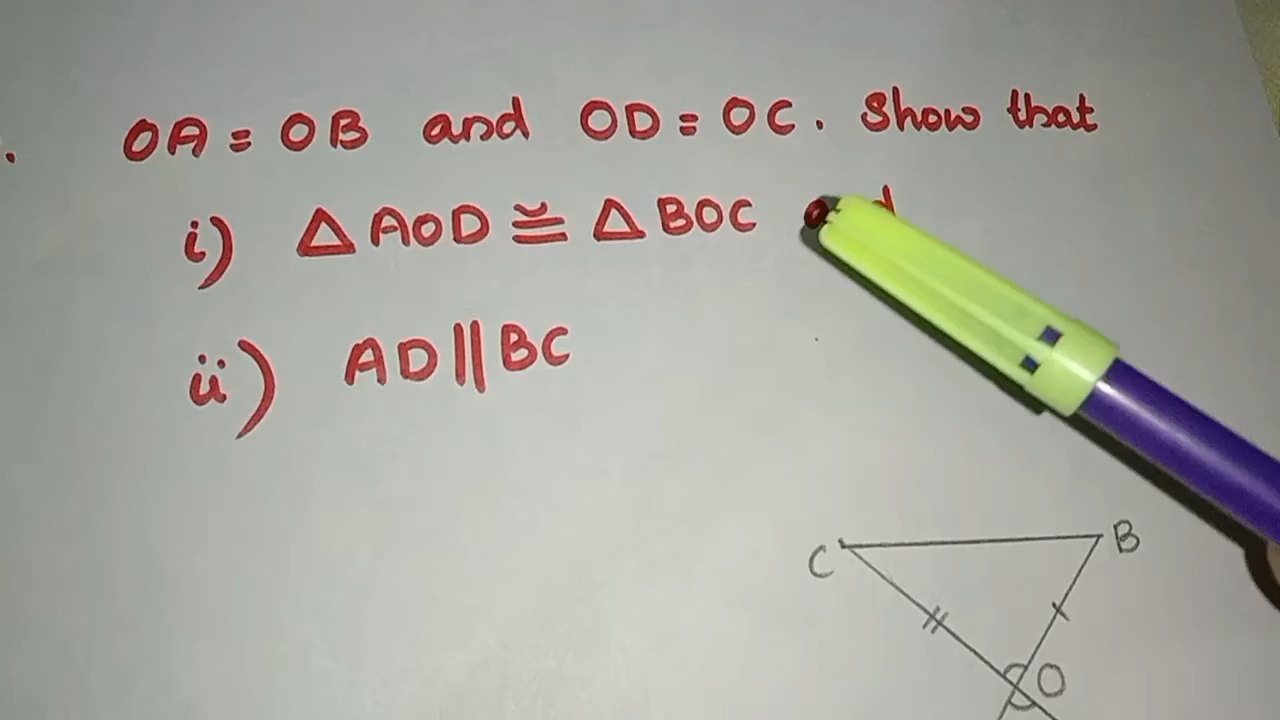 OA = OB and OD = OC. Show that
i) △AOD ≅ △BOC
ii) AD || BC
C B
O